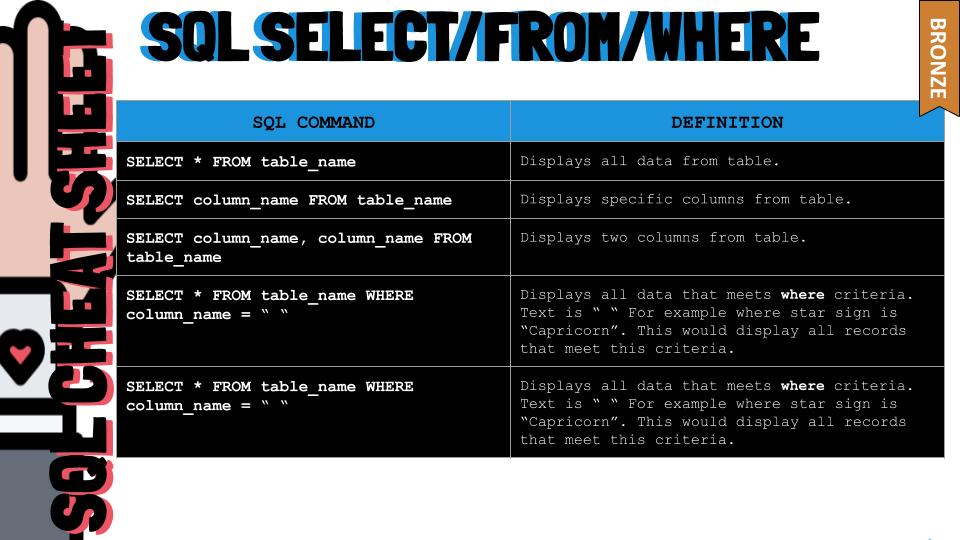 SQL SELECT/FROM/WHERE
BRONZE
SQL CHEAT SHEET
SQL COMMAND
DEFINITION
SELECT * FROM table_name
Displays all data from table.
SELECT column_name FROM table_name
Displays specific columns from table.
SELECT column_name, column_name FROM
table_name
Displays two columns from table.
SELECT * FROM table_name WHERE
column_name = “ “
Displays all data that meets where criteria.
Text is “ “ For example where star sign is
“Capricorn”. This would display all records
that meet this criteria.
SELECT * FROM table_name WHERE
column_name = “ “
Displays all data that meets where criteria.
Text is “ “ For example where star sign is
“Capricorn”. This would display all records
that meet this criteria.